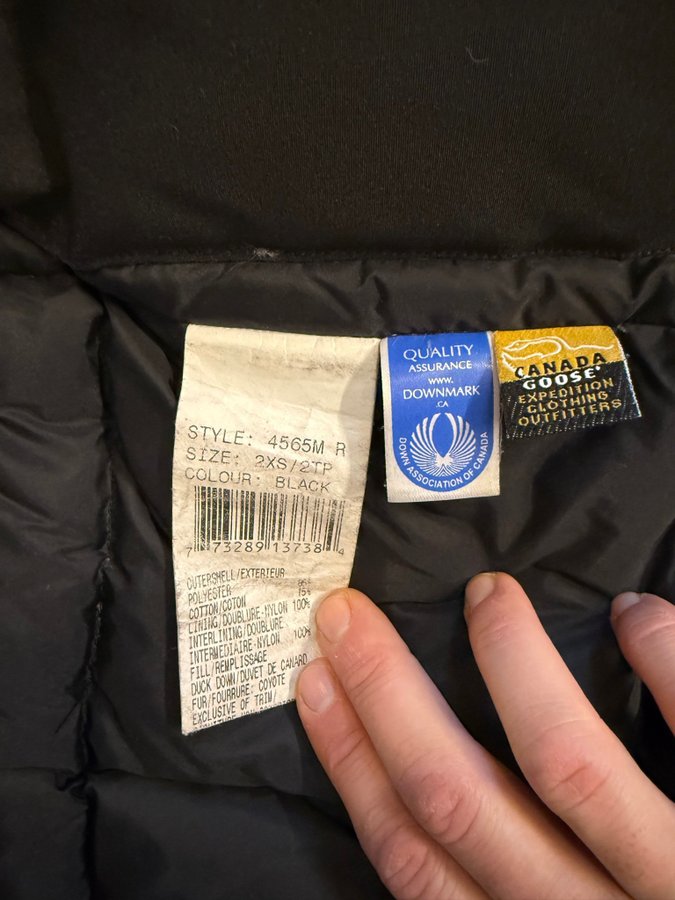 STYLE: 4565M R
SIZE: 2XS/2TP
COLOUR: BLACK
7 73289 13738 4
OUTERSHELL/EXTERIEUR
POLYESTER 85%
COTTON/COTON 15%
LINING/DOUBLURE-NYLON 100%
INTERLINING/DOUBLURE
INTERMEDIAIRE-NYLON 100%
FILL/REMPLISSAGE
DUCK DOWN/DUVET DE CANARD
FUR/FOURRURE: COYOTE
EXCLUSIVE OF TRIM/
QUALITY
ASSURANCE
www.
DOWNMARK
.CA
DOWN ASSOCIATION OF CANADA
CANADA
GOOSE®
EXPEDITION
CLOTHING
OUTFITTERS